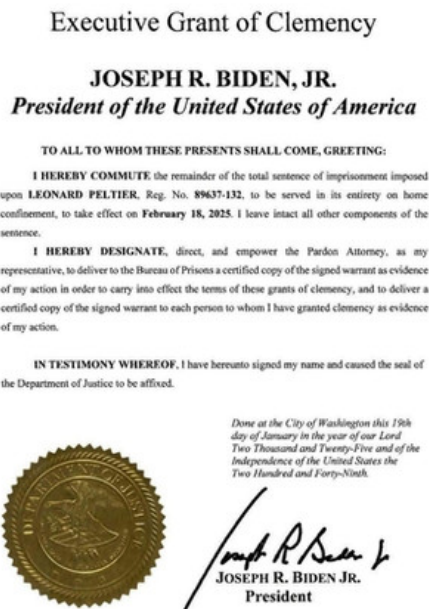 Executive Grant of Clemency
JOSEPH R. BIDEN, JR.
President of the United States of America
TO ALL TO WHOM THESE PRESENTS SHALL COME, GREETING:
I HEREBY COMMUTE the remainder of the total sentence of imprisonment imposed
upon LEONARD PELTIER, Reg. No. 89637-132, to be served in its entirety on home
confinement, to take effect on February 18, 2025. I leave intact all other components of the
sentence.
I HEREBY DESIGNATE, direct, and empower the Pardon Attorney, as my
representative, to deliver to the Bureau of Prisons a certified copy of the signed warrant as evidence
of my action in order to carry into effect the terms of these grants of clemency, and to deliver a
certified copy of the signed warrant to each person to whom I have granted clemency as evidence
of my action.
IN TESTIMONY WHEREOF, I have hereunto signed my name and caused the seal of
the Department of Justice to be affixed.
Done at the City of Washington this 19th
day of January in the year of our Lord
Two Thousand and Twenty-Five and of the
Independence of the United States the
Two Hundred and Forty-Ninth.
DEPARTMENT OF JUSTICE
Joseph R Biden Jr
JOSEPH R. BIDEN JR.
President